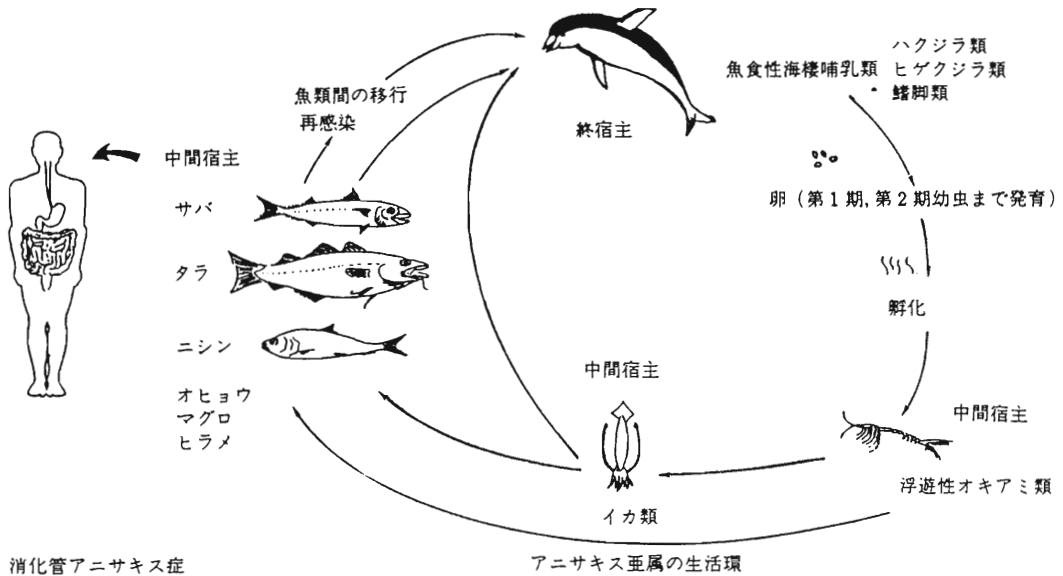 ハクジラ類
魚食性海棲哺乳類 ヒゲクジラ類
鰭脚類
魚類間の移行
再感染
終宿主
中間宿主
サバ
卵（第1期,第2期幼虫まで発育）
タラ
孵化
ニシン
中間宿主
オヒョウ
マグロ
ヒラメ
中間宿主
浮遊性オキアミ類
イカ類
消化管アニサキス症
アニサキス亜属の生活環